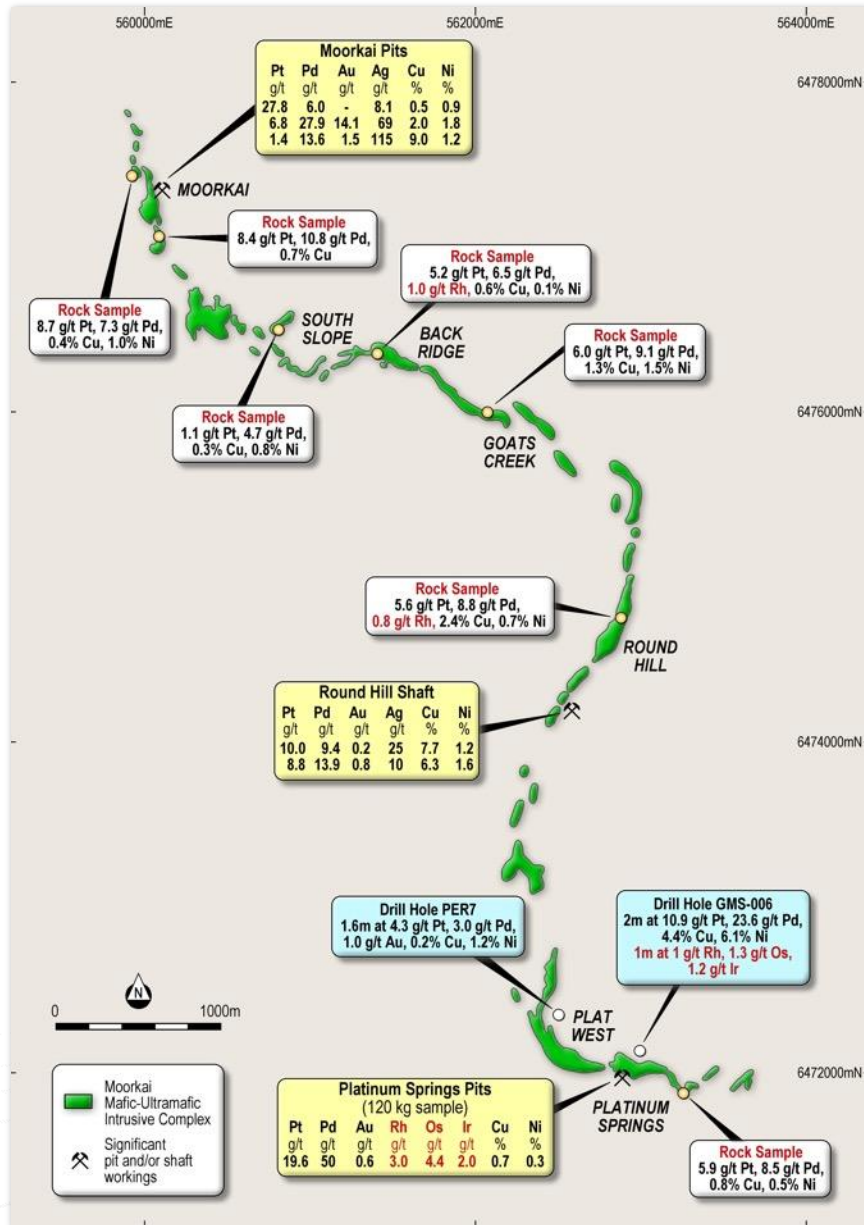 560000mE
562000mE
564000mE
Moorkai Pits
Pt Pd Au Ag Cu Ni
g/t g/t g/t g/t % %
27.8 6.0 - 8.1 0.5 0.9
6.8 27.9 14.1 69 2.0 1.8
1.4 13.6 1.5 115 9.0 1.2
6478000mN
MOORKAI
Rock Sample
8.4 g/t Pt, 10.8 g/t Pd,
0.7% Cu
Rock Sample
5.2 g/t Pt, 6.5 g/t Pd,
1.0 g/t Rh, 0.6% Cu, 0.1% Ni
Rock Sample
8.7 g/t Pt, 7.3 g/t Pd,
0.4% Cu, 1.0% Ni
SOUTH
SLOPE
BACK
RIDGE
Rock Sample
6.0 g/t Pt, 9.1 g/t Pd,
1.3% Cu, 1.5% Ni
Rock Sample
1.1 g/t Pt, 4.7 g/t Pd,
0.3% Cu, 0.8% Ni
6476000mN
GOATS
CREEK
Rock Sample
5.6 g/t Pt, 8.8 g/t Pd,
0.8 g/t Rh, 2.4% Cu, 0.7% Ni
ROUND
HILL
Round Hill Shaft
Pt Pd Au Ag Cu Ni
g/t g/t g/t g/t % %
10.0 9.4 0.2 25 7.7 1.2
8.8 13.9 0.8 10 6.3 1.6
6474000mN
Drill Hole PER7
1.6m at 4.3 g/t Pt, 3.0 g/t Pd,
1.0 g/t Au, 0.2% Cu, 1.2% Ni
Drill Hole GMS-006
2m at 10.9 g/t Pt, 23.6 g/t Pd,
4.4% Cu, 6.1% Ni
1m at 1 g/t Rh, 1.3 g/t Os,
1.2 g/t Ir
N
0 1000m
PLAT
WEST
6472000mN
Moorkai
Mafic-Ultramafic
Intrusive Complex
Significant
pit and/or shaft
workings
Platinum Springs Pits
(120 kg sample)
Pt Pd Au Rh Os Ir Cu Ni
g/t g/t g/t g/t g/t g/t % %
19.6 50 0.6 3.0 4.4 2.0 0.7 0.3
PLATINUM
SPRINGS
Rock Sample
5.9 g/t Pt, 8.5 g/t Pd,
0.8% Cu, 0.5% Ni